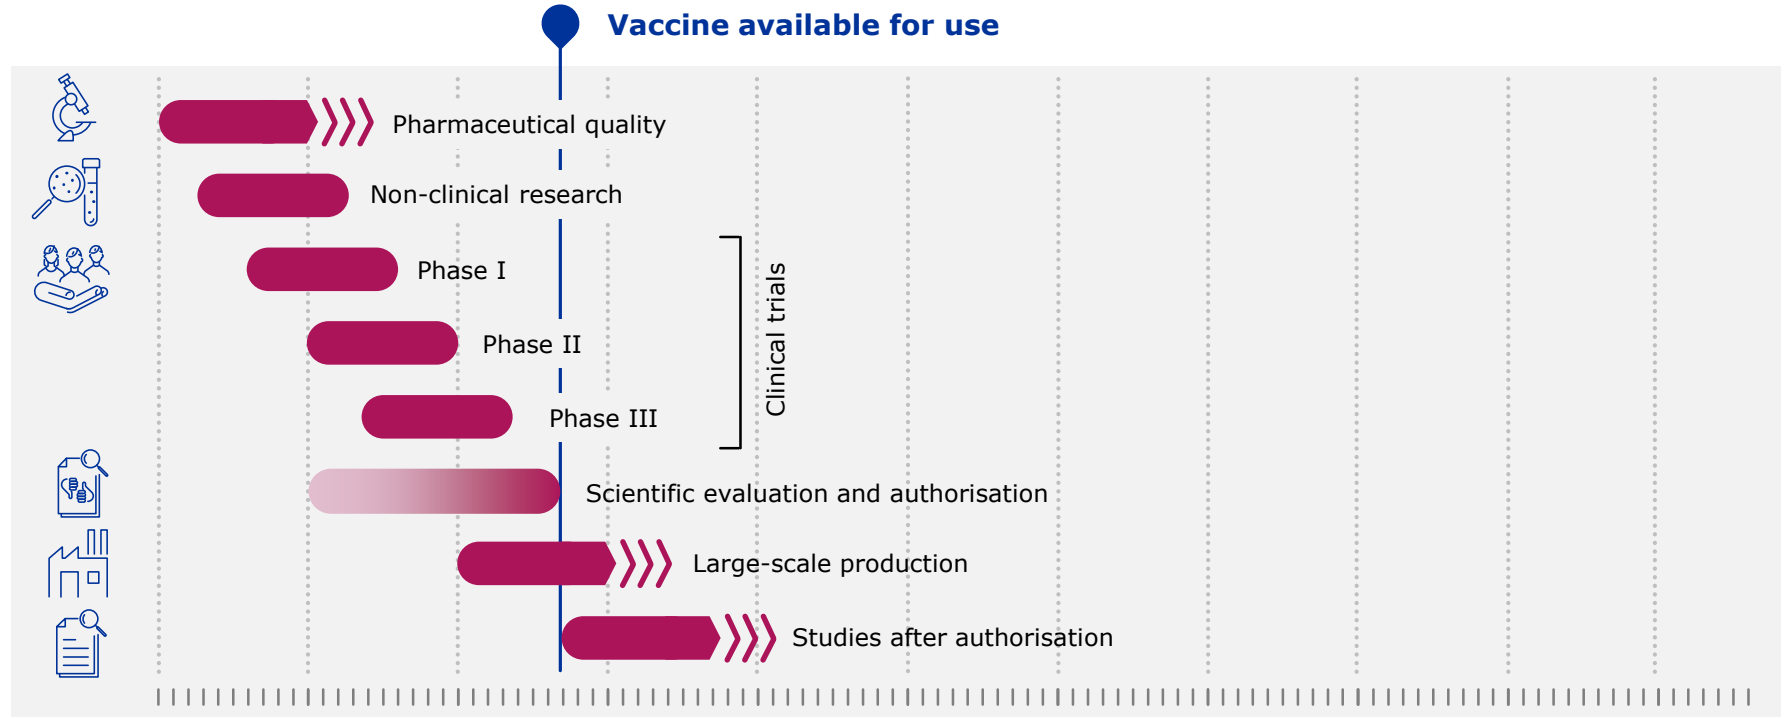 Vaccine available for use
Pharmaceutical quality
Non-clinical research
Phase I
Phase II
Phase III
Clinical trials
Scientific evaluation and authorisation
Large-scale production
Studies after authorisation